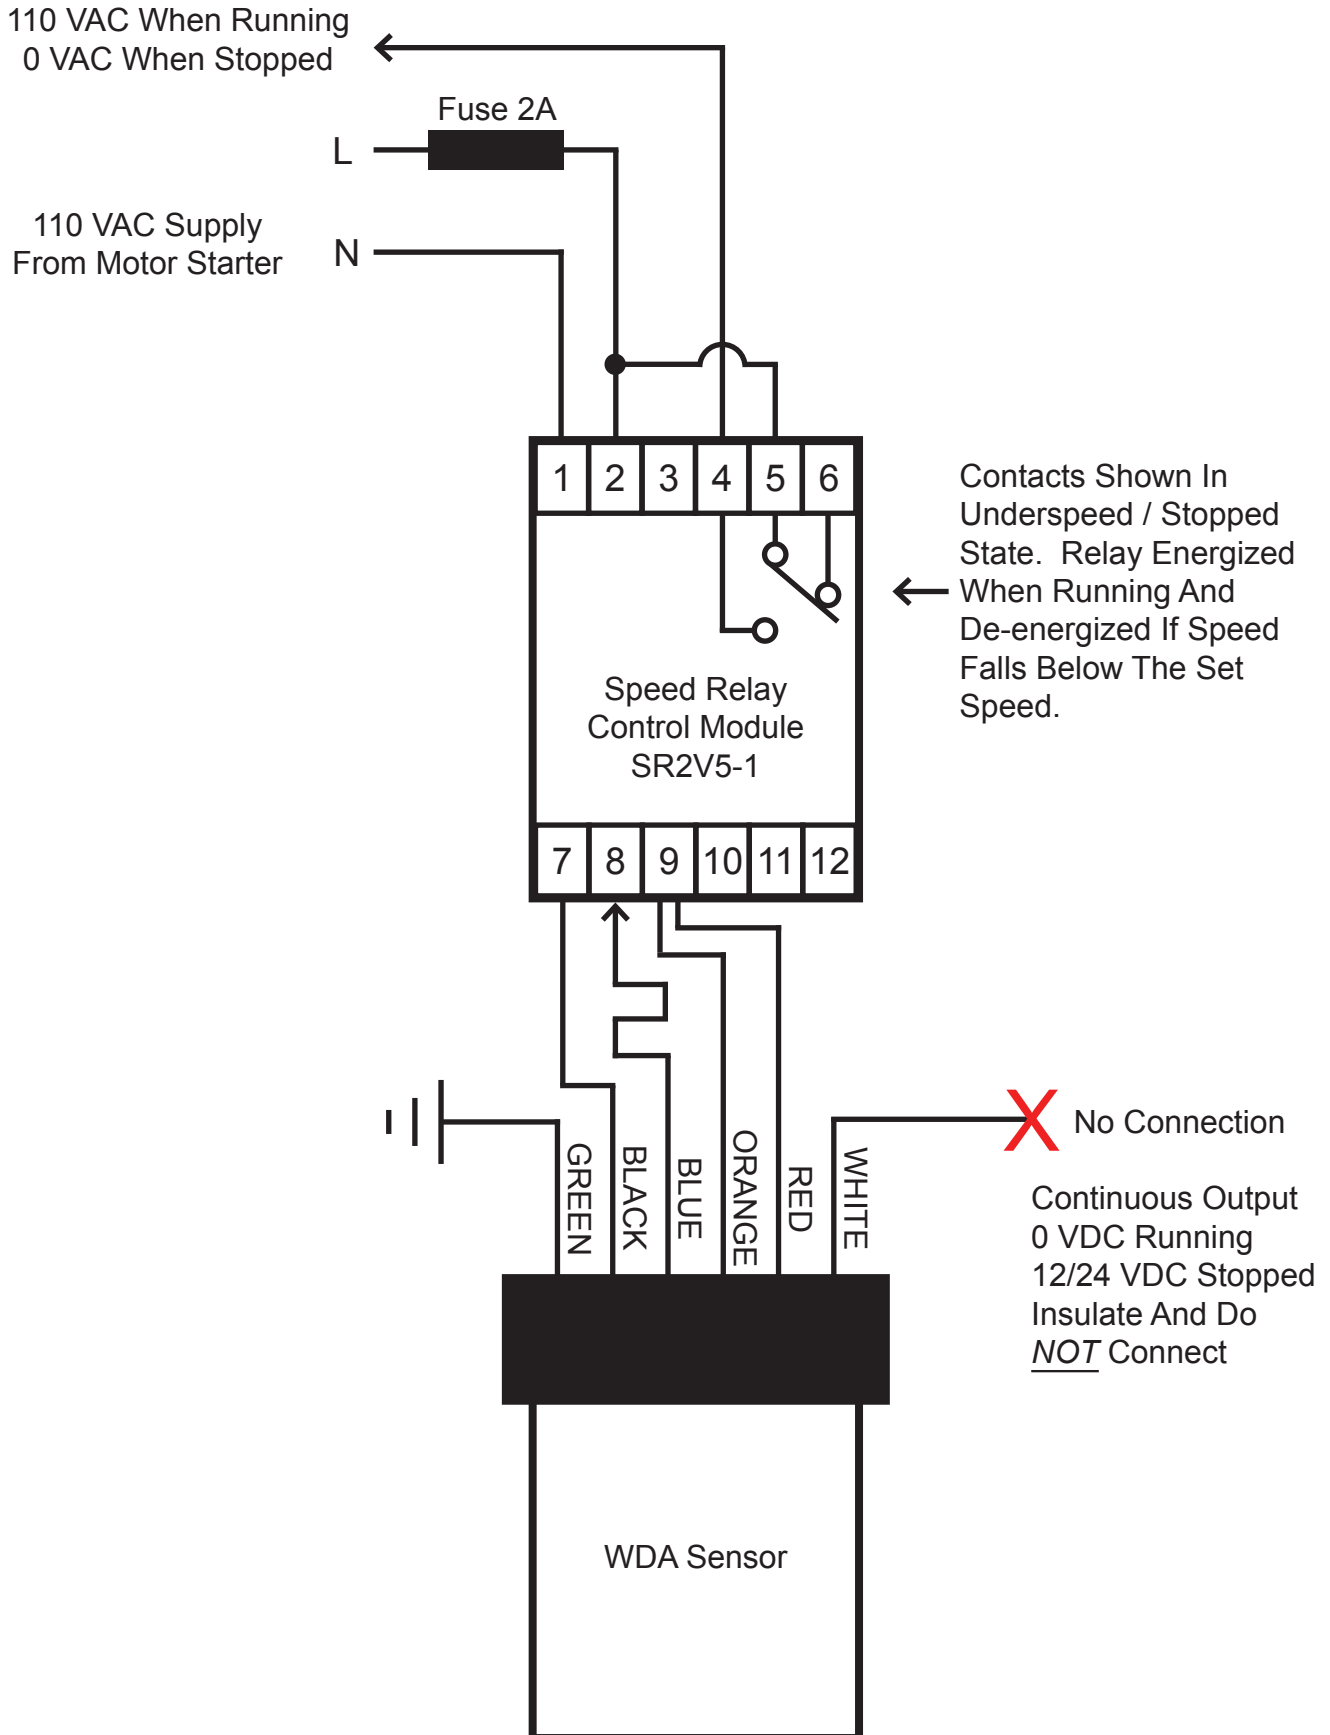 110 VAC When Running
0 VAC When Stopped
Fuse 2A
L
110 VAC Supply
From Motor Starter
N
1 2 3 4 5 6
Contacts Shown In
Underspeed / Stopped
State. Relay Energized
When Running And
De-energized If Speed
Falls Below The Set
Speed.
Speed Relay
Control Module
SR2V5-1
7 8 9 10 11 12
GREEN
BLACK
BLUE
ORANGE
RED
WHITE
X No Connection
Continuous Output
0 VDC Running
12/24 VDC Stopped
Insulate And Do
NOT Connect
WDA Sensor